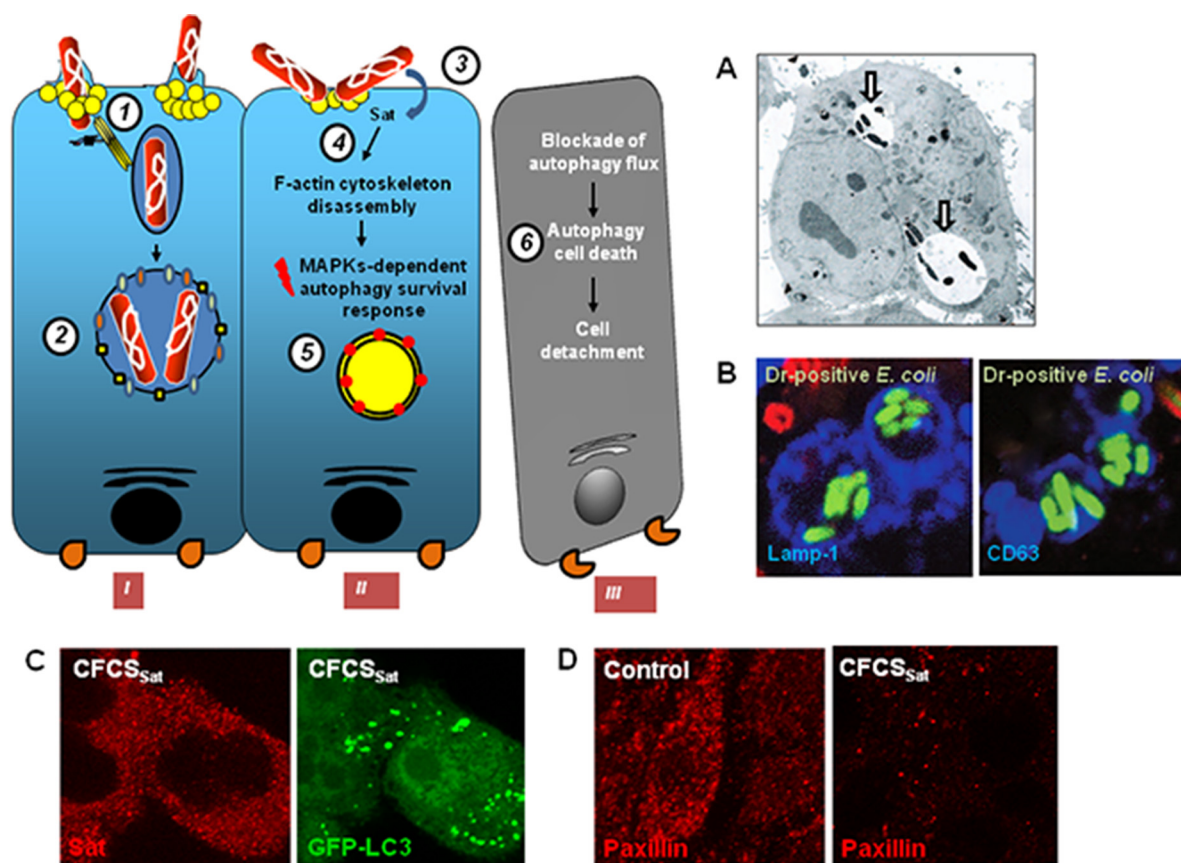 1
3
Sat
4
F-actin cytoskeleton
disassembly
MAPKs-dependent
autophagy survival
response
2
5
Blockade of
autophagy flux
6
Autophagy
cell death
Cell
detachment
I
II
III
A
B
Dr-positive E. coli
Lamp-1
Dr-positive E. coli
CD63
C
CFCSSat
Sat
CFCSSat
GFP-LC3
D
Control
Paxillin
CFCSSat
Paxillin